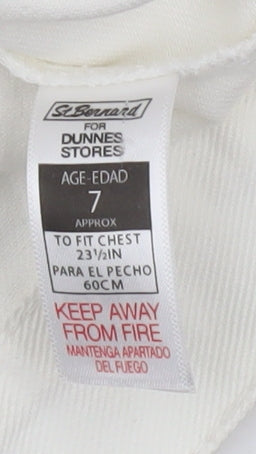 St Bernard
FOR
DUNNES
STORES
AGE-EDAD
7
APPROX
TO FIT CHEST
23½IN
PARA EL PECHO
60CM
KEEP AWAY
FROM FIRE
MANTENGA APARTADO
DEL FUEGO